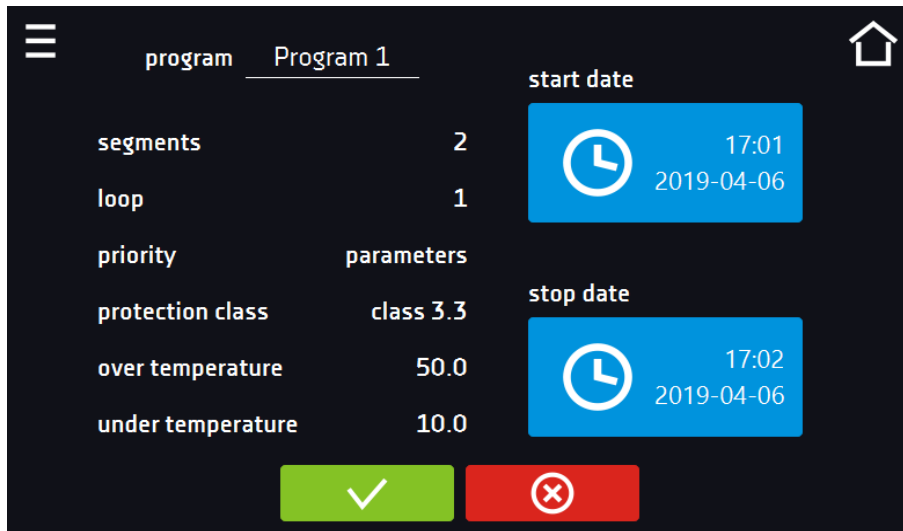 program Program 1
segments 2
loop 1
priority parameters
protection class class 3.3
over temperature 50.0
under temperature 10.0
start date
17:01
2019-04-06
stop date
17:02
2019-04-06